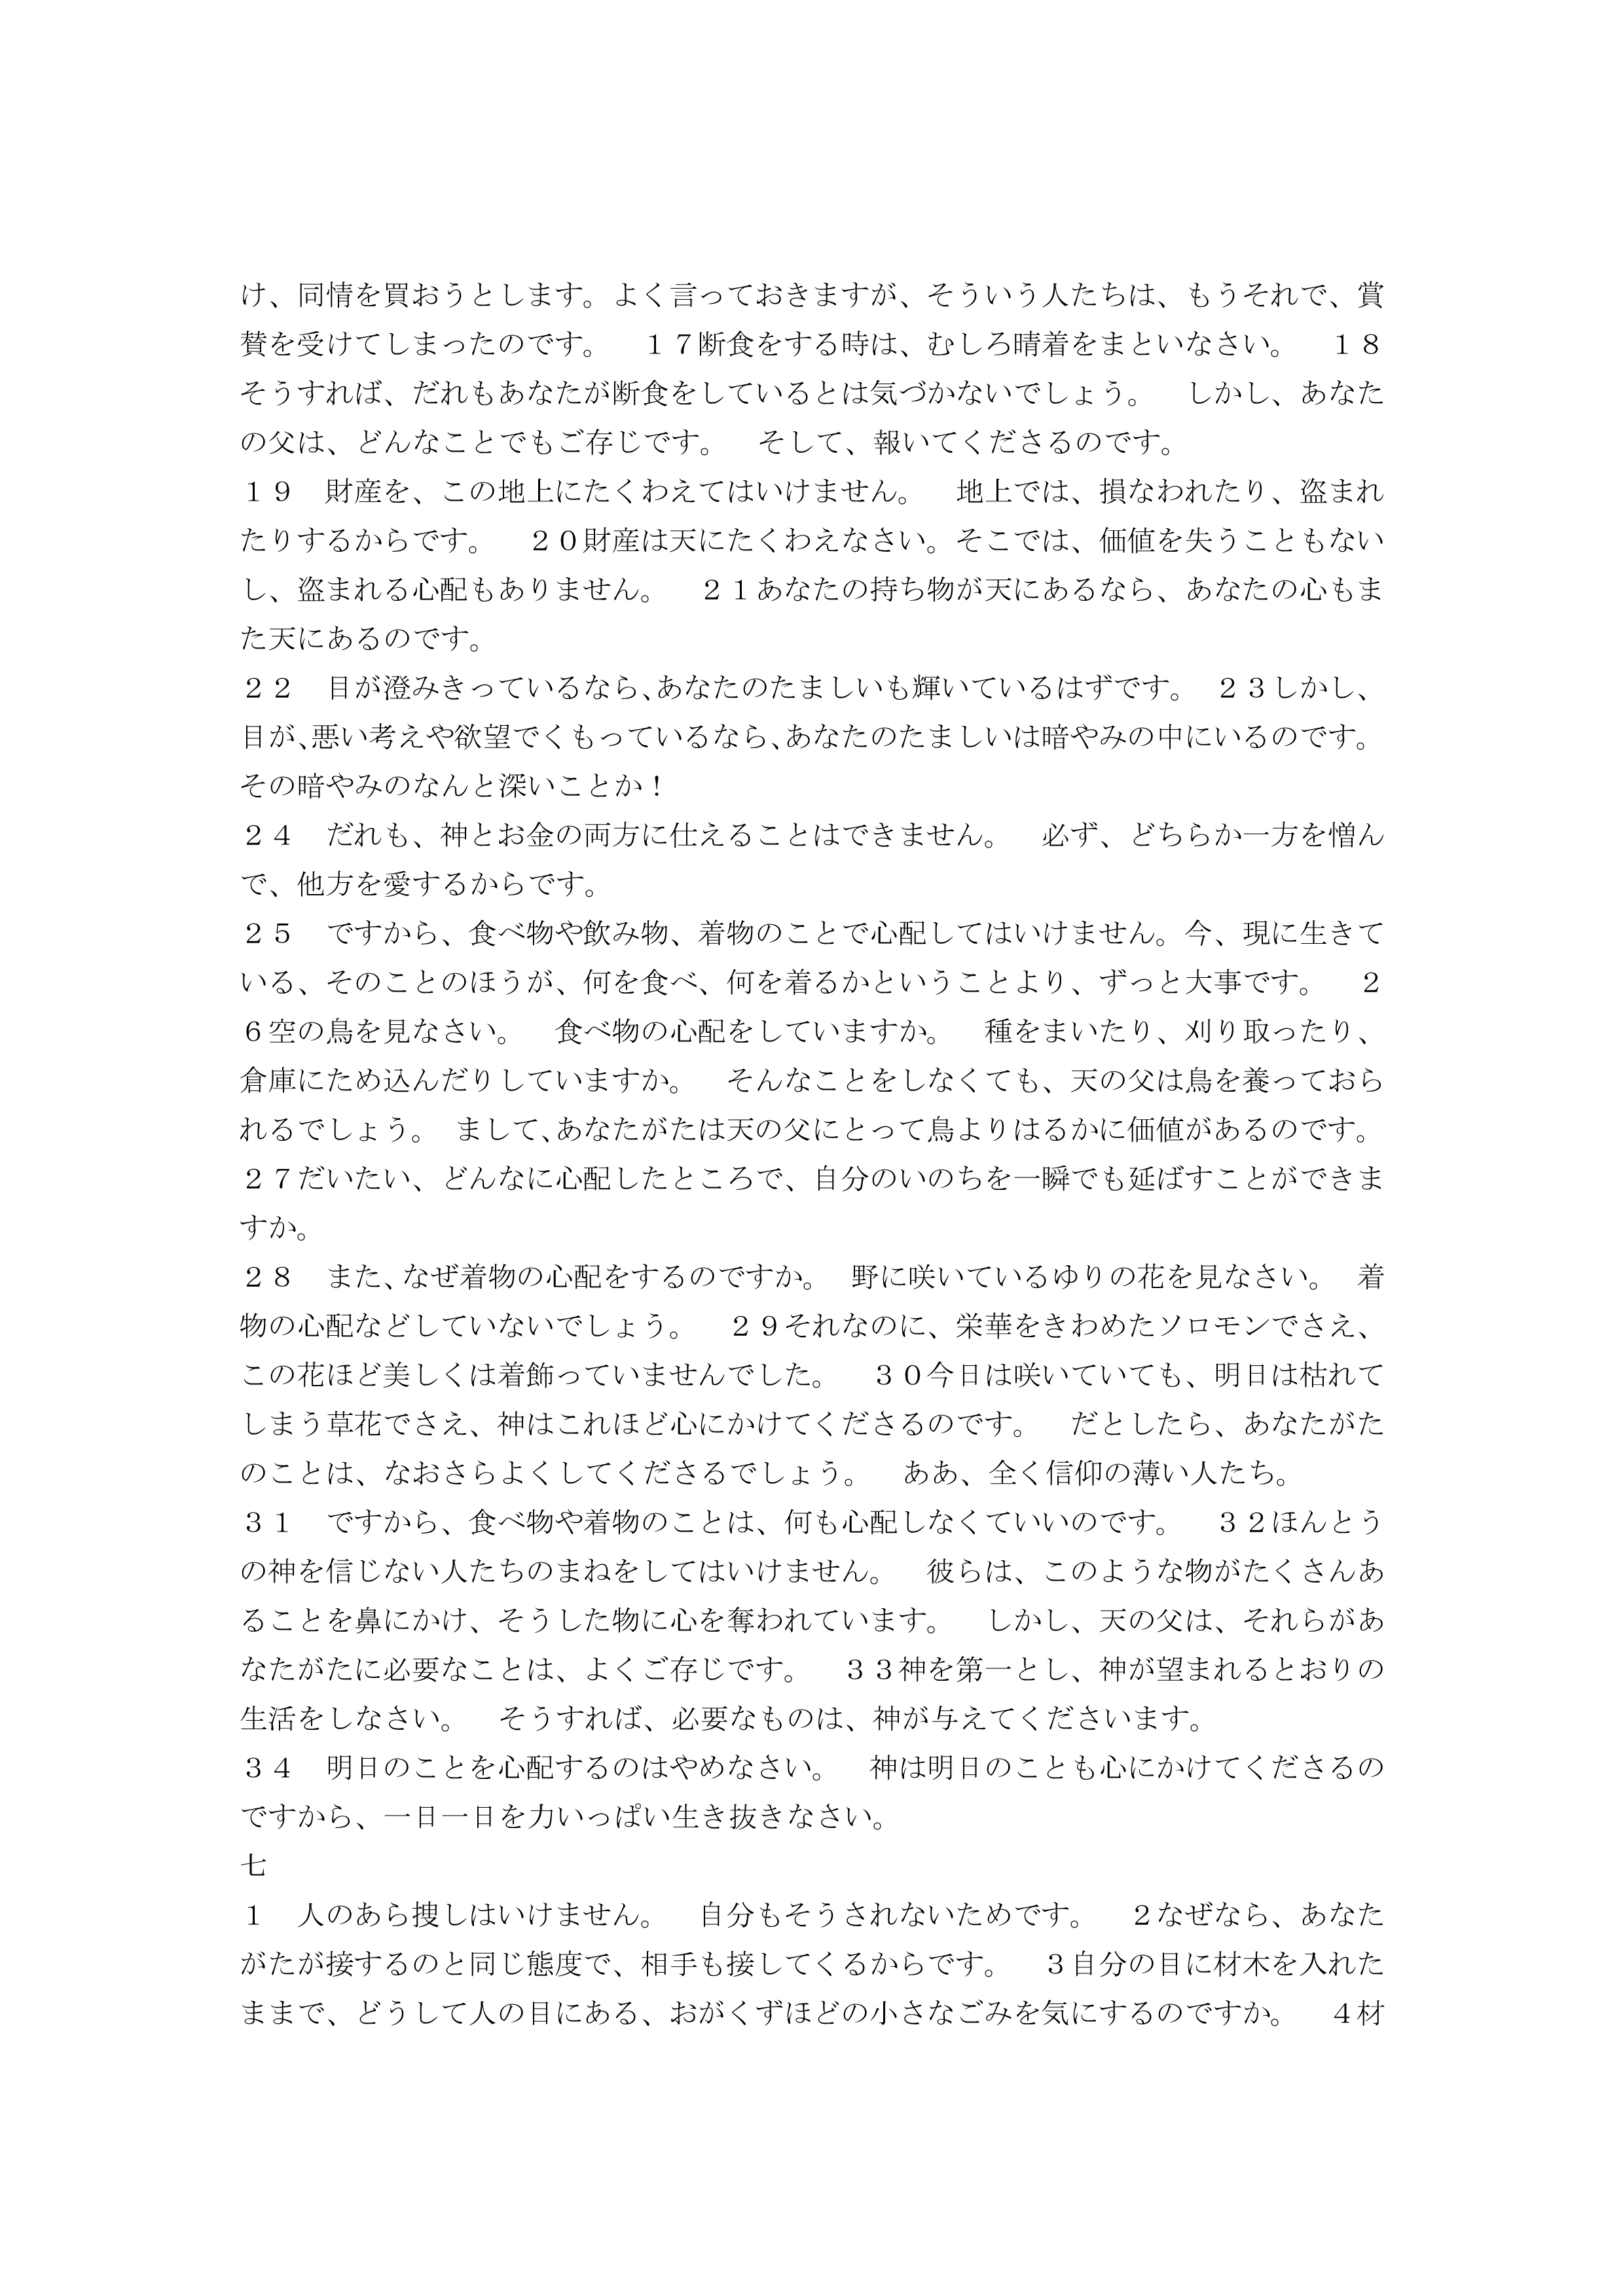 け、同情を買おうとします。よく言っておきますが、そういう人たちは、もうそれで、賞
賛を受けてしまったのです。　１７断食をする時は、むしろ晴着をまといなさい。　１８
そうすれば、だれもあなたが断食をしているとは気づかないでしょう。　しかし、あなた
の父は、どんなことでもご存じです。　そして、報いてくださるのです。
１９　財産を、この地上にたくわえてはいけません。　地上では、損なわれたり、盗まれ
たりするからです。　２０財産は天にたくわえなさい。そこでは、価値を失うこともない
し、盗まれる心配もありません。　２１あなたの持ち物が天にあるなら、あなたの心もま
た天にあるのです。
２２　目が澄みきっているなら、あなたのたましいも輝いているはずです。　２３しかし、
目が、悪い考えや欲望でくもっているなら、あなたのたましいは暗やみの中にいるのです。
その暗やみのなんと深いことか！
２４　だれも、神とお金の両方に仕えることはできません。　必ず、どちらか一方を憎ん
で、他方を愛するからです。
２５　ですから、食べ物や飲み物、着物のことで心配してはいけません。今、現に生きて
いる、そのことのほうが、何を食べ、何を着るかということより、ずっと大事です。　２
６空の鳥を見なさい。　食べ物の心配をしていますか。　種をまいたり、刈り取ったり、
倉庫にため込んだりしていますか。　そんなことをしなくても、天の父は鳥を養っておら
れるでしょう。　まして、あなたがたは天の父にとって鳥よりはるかに価値があるのです。
２７だいたい、どんなに心配したところで、自分のいのちを一瞬でも延ばすことができま
すか。
２８　また、なぜ着物の心配をするのですか。　野に咲いているゆりの花を見なさい。　着
物の心配などしていないでしょう。　２９それなのに、栄華をきわめたソロモンでさえ、
この花ほど美しくは着飾っていませんでした。　３０今日は咲いていても、明日は枯れて
しまう草花でさえ、神はこれほど心にかけてくださるのです。　だとしたら、あなたがた
のことは、なおさらよくしてくださるでしょう。　ああ、全く信仰の薄い人たち。
３１　ですから、食べ物や着物のことは、何も心配しなくていいのです。　３２ほんとう
の神を信じない人たちのまねをしてはいけません。　彼らは、このような物がたくさんあ
ることを鼻にかけ、そうした物に心を奪われています。　しかし、天の父は、それらがあ
なたがたに必要なことは、よくご存じです。　３３神を第一とし、神が望まれるとおりの
生活をしなさい。　そうすれば、必要なものは、神が与えてくださいます。
３４　明日のことを心配するのはやめなさい。　神は明日のことも心にかけてくださるの
ですから、一日一日を力いっぱい生き抜きなさい。
七
１　人のあら捜しはいけません。　自分もそうされないためです。　２なぜなら、あなた
がたが接するのと同じ態度で、相手も接してくるからです。　３自分の目に材木を入れた
ままで、どうして人の目にある、おがくずほどの小さなごみを気にするのですか。　４材